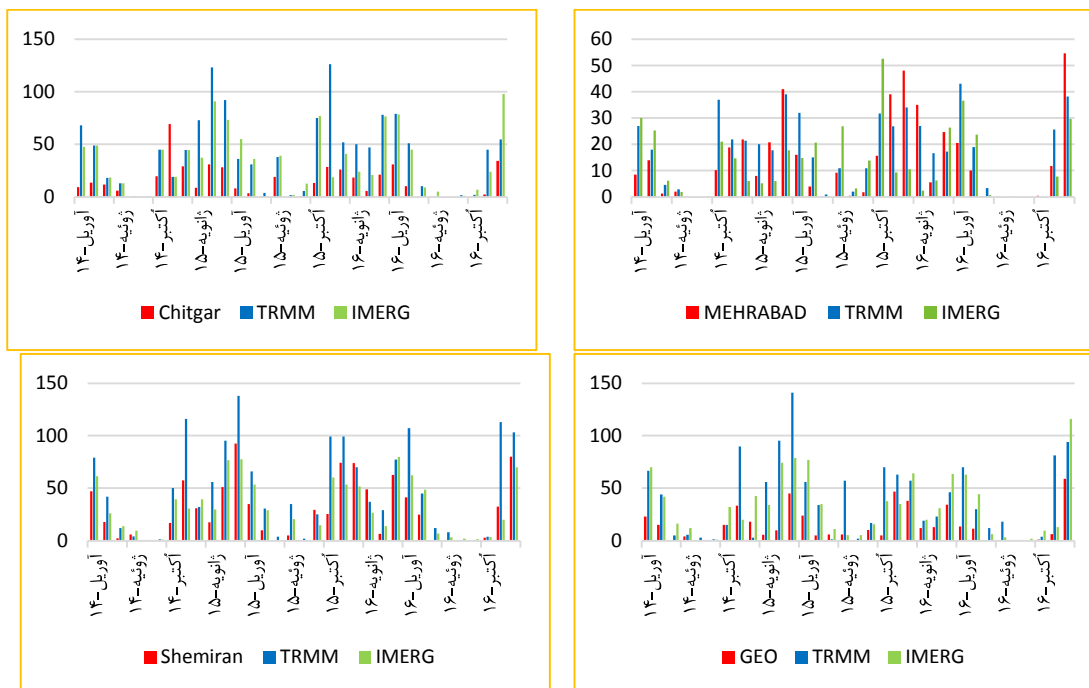 150
100
50
0
آوریل-۱۴
ژوئیه-۱۴
اکتبر-۱۴
ژانویه-۱۵
آوریل-۱۵
ژوئیه-۱۵
اکتبر-۱۵
ژانویه-۱۶
آوریل-۱۶
ژوئیه-۱۶
اکتبر-۱۶
Chitgar TRMM IMERG
60
50
40
30
20
10
0
آوریل-۱۴
ژوئیه-۱۴
اکتبر-۱۴
ژانویه-۱۵
آوریل-۱۵
ژوئیه-۱۵
اکتبر-۱۵
ژانویه-۱۶
آوریل-۱۶
ژوئیه-۱۶
اکتبر-۱۶
MEHRABAD TRMM IMERG
150
100
50
0
آوریل-۱۴
ژوئیه-۱۴
اکتبر-۱۴
ژانویه-۱۵
آوریل-۱۵
ژوئیه-۱۵
اکتبر-۱۵
ژانویه-۱۶
آوریل-۱۶
ژوئیه-۱۶
اکتبر-۱۶
Shemiran TRMM IMERG
150
100
50
0
آوریل-۱۴
ژوئیه-۱۴
اکتبر-۱۴
ژانویه-۱۵
آوریل-۱۵
ژوئیه-۱۵
اکتبر-۱۵
ژانویه-۱۶
آوریل-۱۶
ژوئیه-۱۶
اکتبر-۱۶
GEO TRMM IMERG